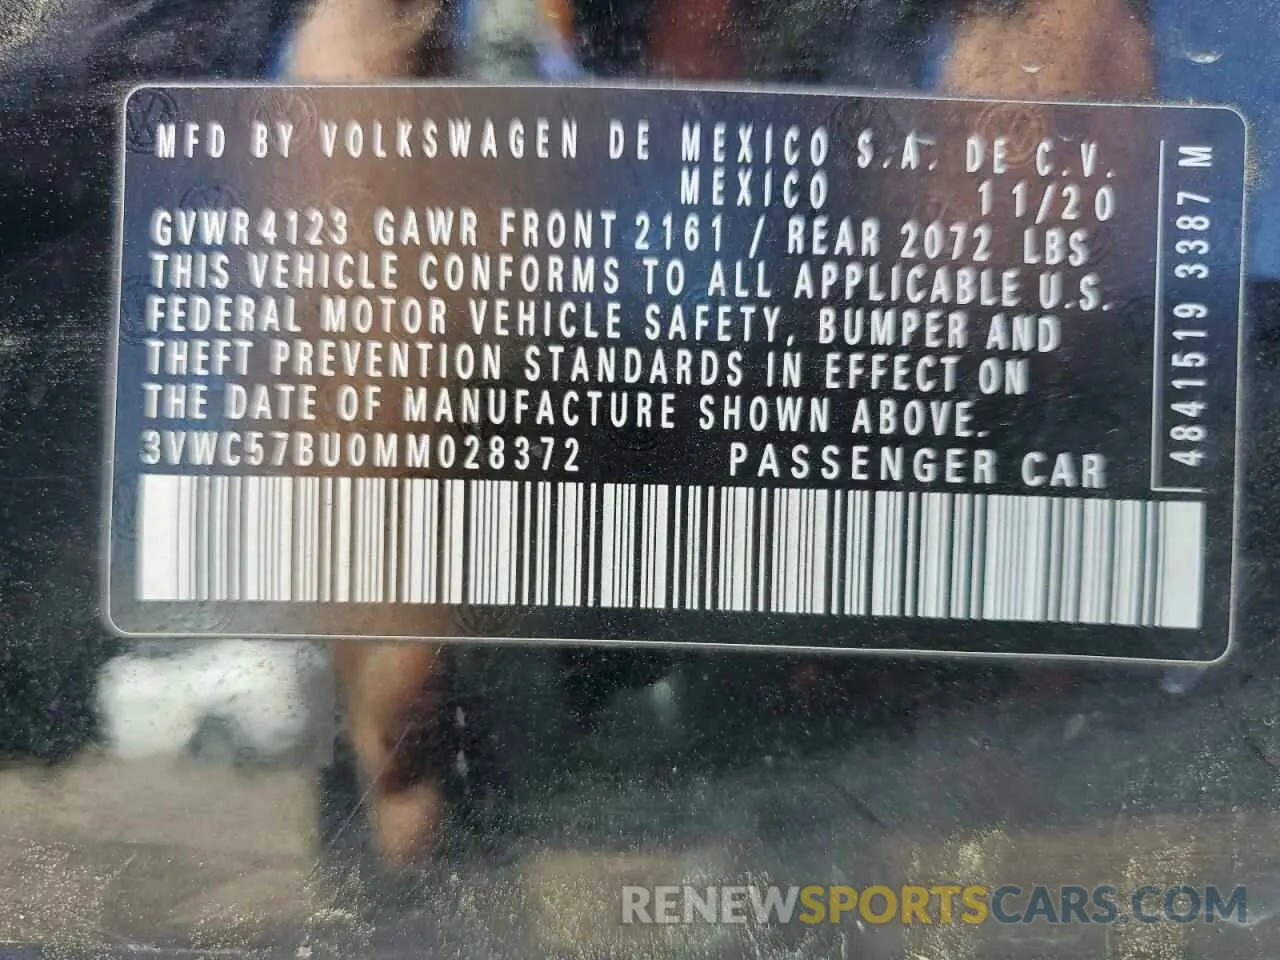 MFD BY VOLKSWAGEN DE MEXICO S.A. DE C.V.
MEXICO 11/20
GVWR 4123 GAWR FRONT 2161 / REAR 2072 LBS
THIS VEHICLE CONFORMS TO ALL APPLICABLE U.S.
FEDERAL MOTOR VEHICLE SAFETY, BUMPER AND
THEFT PREVENTION STANDARDS IN EFFECT ON
THE DATE OF MANUFACTURE SHOWN ABOVE.
3VWC57BU0MM028372 PASSENGER CAR
4841519 3387 M
RENEWSPORTSCARS.COM